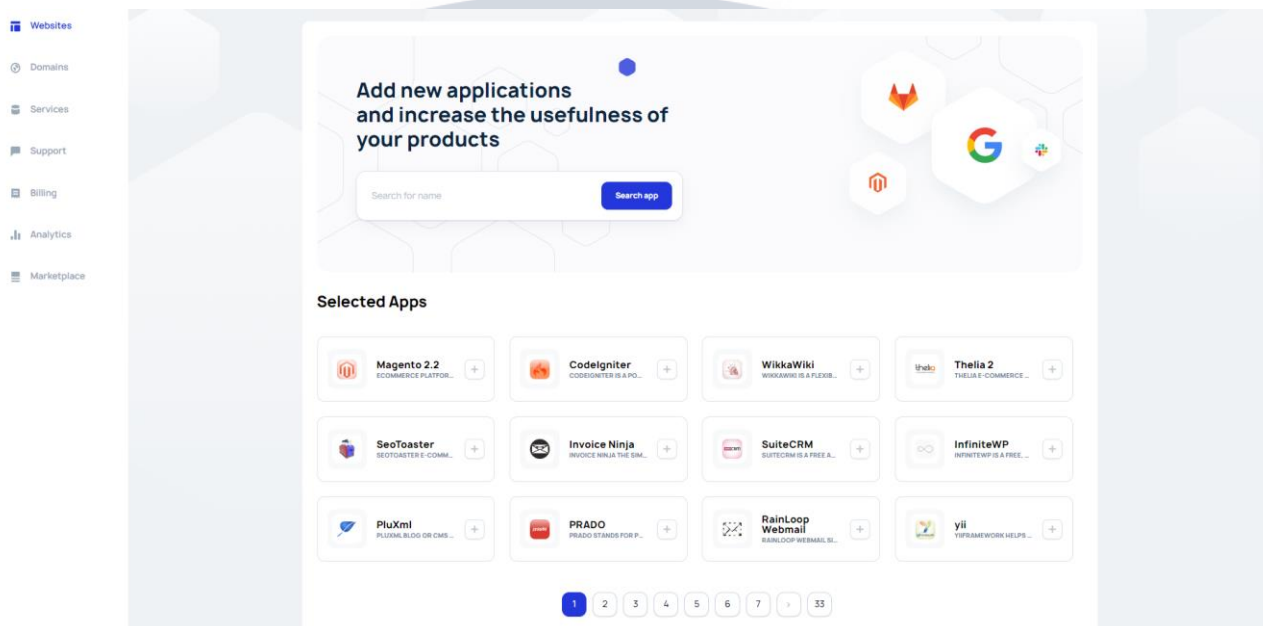 Websites
Domains
Services
Support
Billing
Analytics
Marketplace
Add new applications
and increase the usefulness of
your products
Search for name
Search app
Selected Apps
Magento 2.2
ECOMMERCE PLATFOR...
CodeIgniter
CODEIGNITER IS A PO...
WikkaWiki
WIKKAWIKI IS A FLEXIB...
thelia
Thelia 2
THELIA E-COMMERCE ...
SeoToaster
SEOTOASTER E-COMM...
Invoice Ninja
INVOICE NINJA THE SIM...
SuiteCRM
SUITECRM IS A FREE A...
InfiniteWP
INFINITEWP IS A FREE, ...
PluXml
PLUXML BLOG OR CMS ...
prado
PRADO
PRADO STANDS FOR P...
RainLoop
Webmail
RAINLOOP WEBMAIL SI...
yii
YIIFRAMEWORK HELPS ...
1 2 3 4 5 6 7 > 33